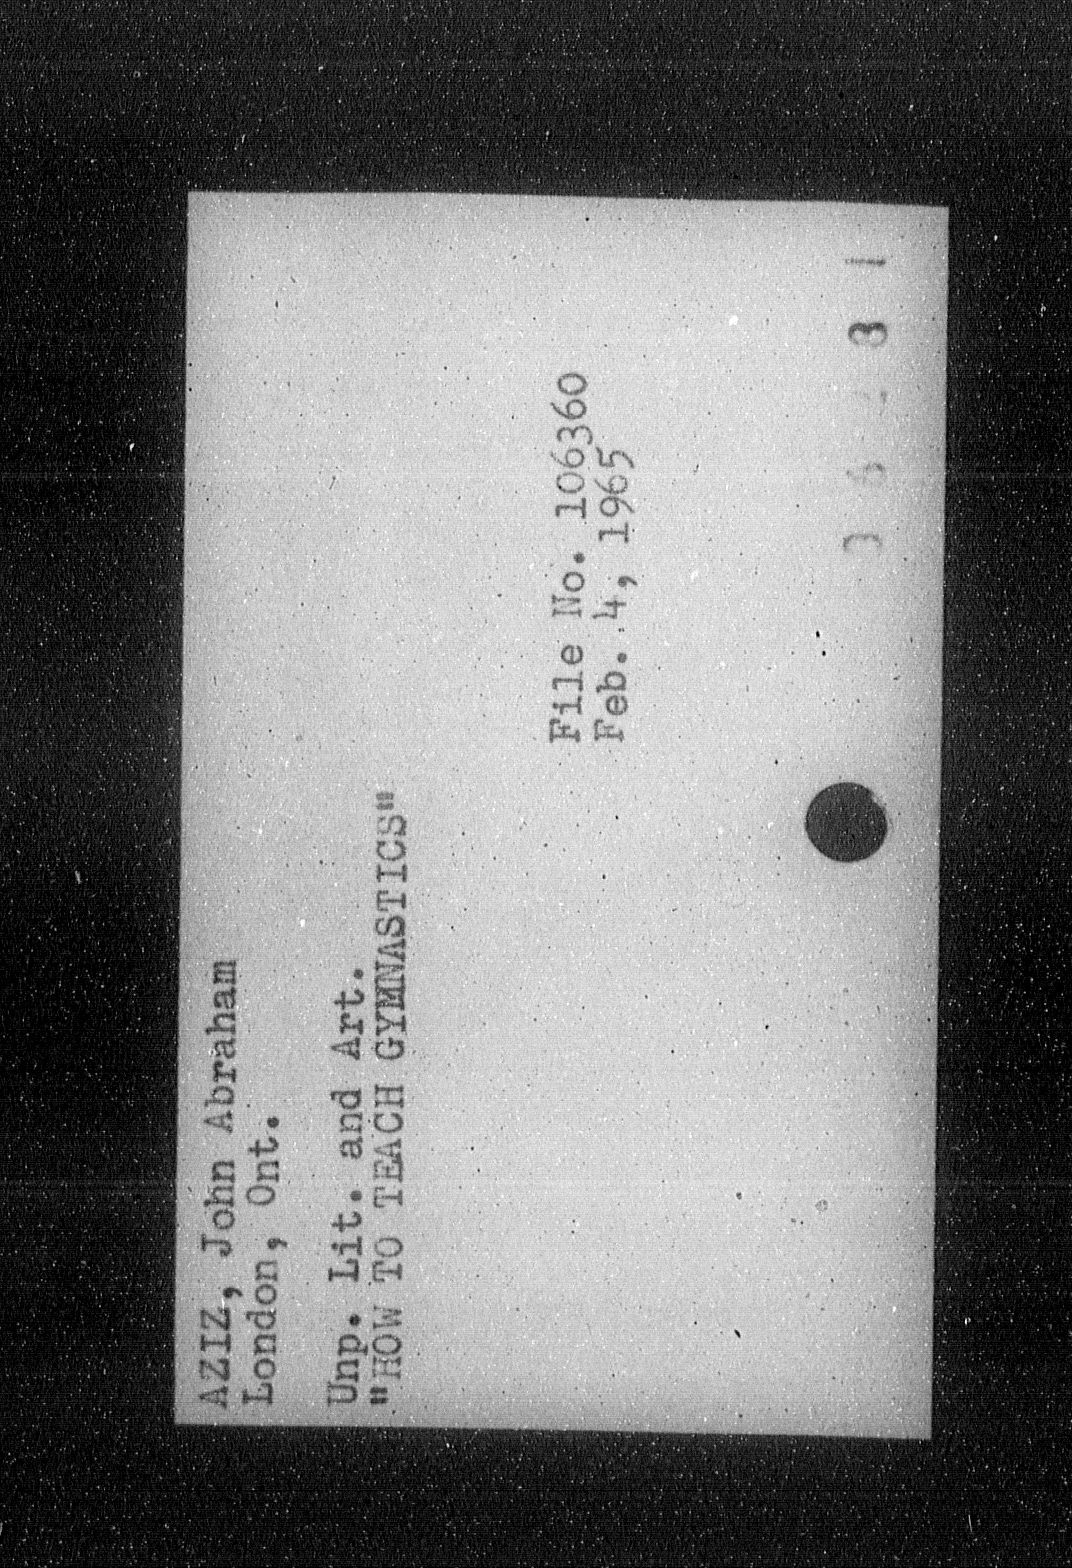 AZIZ, John Abraham
London, Ont.
Unp. Lit. and Art.
"HOW TO TEACH GYMNASTICS"
File No. 106360
Feb. 4, 1965